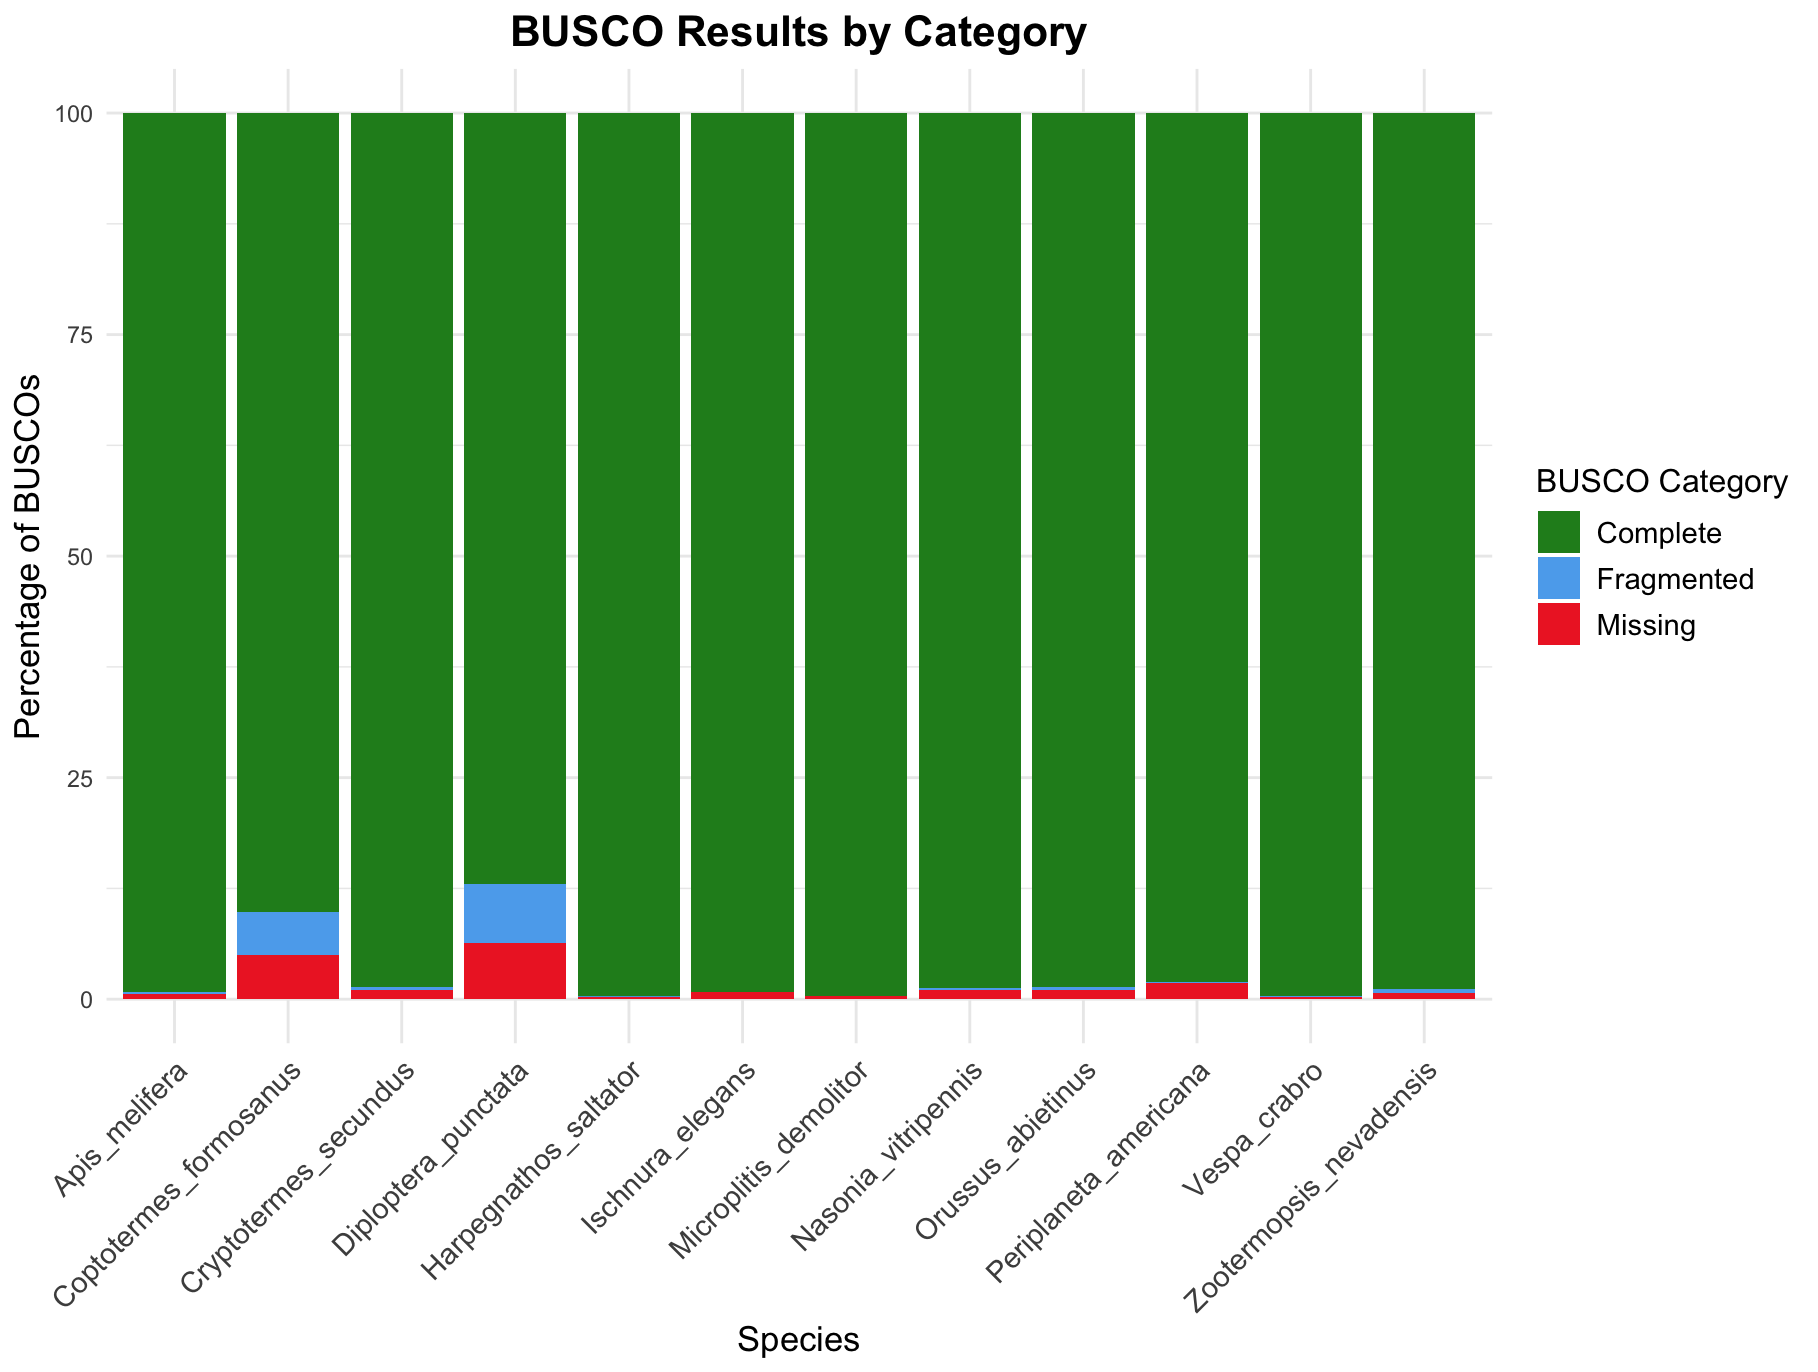 BUSCO Results by Category
Percentage of BUSCOs
100
75
50
25
0
Apis_mellifera
Coptotermes_formosanus
Cryptotermes_secundus
Diploptera_punctata
Harpegnathos_saltator
Ischnura_elegans
Microplitis_demolitor
Nasonia_vitripennis
Orussus_abietinus
Periplaneta_americana
Vespa_crabro
Zootermopsis_nevadensis
Species
BUSCO Category
Complete
Fragmented
Missing